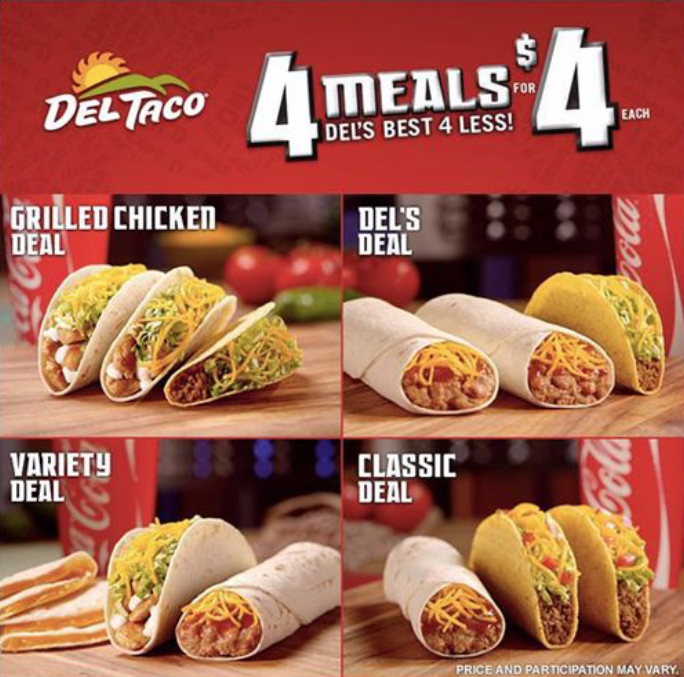 DEL TACO
4 MEALS FOR $4 EACH
DEL'S BEST 4 LESS!
GRILLED CHICKEN
DEAL
DEL'S
DEAL
VARIETY
DEAL
CLASSIC
DEAL
PRICE AND PARTICIPATION MAY VARY.